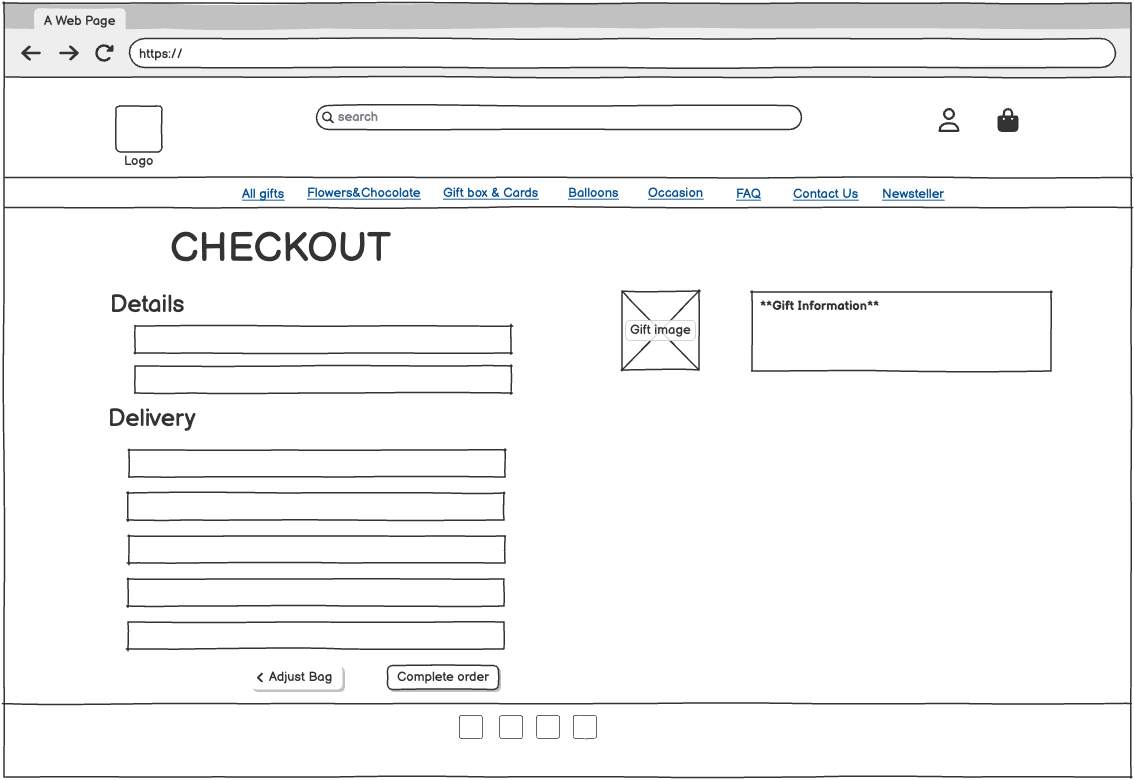 A Web Page
https://
search
Logo
All gifts Flowers&Chocolate Gift box & Cards Balloons Occasion FAQ Contact Us Newsteller
CHECKOUT
Details
Gift image
**Gift Information**
Delivery
Adjust Bag Complete order